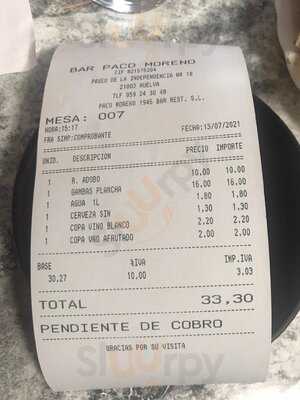 BAR PACO MORENO
CIF B21575204
PASEO DE LA INDEPENDENCIA Nº 18
21003 HUELVA
TLF 959 24 30 49
PACO MORENO 1945 BAR REST. S.L.
MESA: 007
HORA:15:17 FECHA:13/07/2021
FRA SIMP:COMPROBANTE
UNID. DESCRIPCION PRECIO IMPORTE
1 R. ADOBO 10.00 10.00
1 GAMBAS PLANCHA 16.00 16.00
1 AGUA 1L 1.80 1.80
1 CERVEZA SIN 1.30 1.30
1 COPA VINO BLANCO 2.20 2.20
1 COPA VNO AFRUTADO 2.00 2.00
BASE %IVA IMP.IVA
30.27 10.00 3.03
TOTAL 33,30
PENDIENTE DE COBRO
GRACIAS POR SU VISITA
Sluurpy